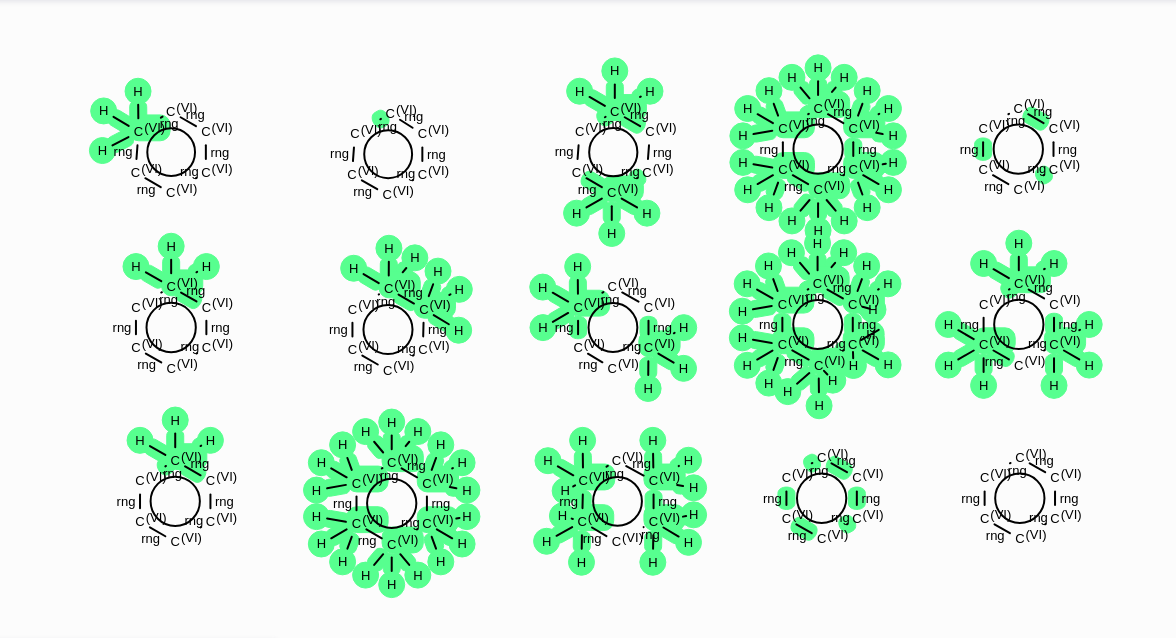 H
H C(VI) rng
C(VI) rng C(VI)
H rng rng
C(VI) rng C(VI)
rng C(VI)
C(VI) rng
C(VI) rng C(VI)
rng rng
C(VI) rng C(VI)
rng C(VI)
H
H H
C(VI) rng
C(VI) rng C(VI)
rng rng
C(VI) rng C(VI)
rng C(VI)
H H
H
H
H H
H H
H C(VI) H
C(VI) rng C(VI)
H H
rng rng
H C(VI) rng C(VI) H
H rng C(VI) H
H H
H H
H
C(VI) rng
C(VI) rng C(VI)
rng rng
C(VI) rng C(VI)
rng C(VI)
H
H H
C(VI) rng
C(VI) rng C(VI)
rng rng
C(VI) rng C(VI)
rng C(VI)
H H
H H
C(VI) rng H
C(VI) C(VI)
rng rng H
C(VI) rng C(VI)
rng C(VI)
H
H C(VI) rng
C(VI) rng C(VI)
H rng rng H
C(VI) rng C(VI)
rng C(VI) H
H
H
H H
H H
H C(VI) H
H C(VI) rng C(VI) H
rng rng
H C(VI) rng C(VI) H
H rng C(VI) H H
H H H
H
H
H H
C(VI) rng
C(VI) rng C(VI)
H rng rng H
C(VI) rng C(VI)
H rng C(VI) H
H H
H
H H
C(VI) rng
C(VI) rng C(VI)
rng rng
C(VI) rng C(VI)
rng C(VI)
H
H H
H H
H C(VI) rng H
H C(VI) rng C(VI) H
rng rng
H C(VI) rng C(VI) H
H rng C(VI) H
H H
H H
H
H H
H C(VI) rng H
H C(VI) rng C(VI) H
rng rng
H C(VI) rng C(VI) H
H rng C(VI) rng H
H H
C(VI) rng
C(VI) rng C(VI)
rng rng
C(VI) rng C(VI)
rng C(VI)
C(VI) rng
C(VI) rng C(VI)
rng rng
C(VI) rng C(VI)
rng C(VI)